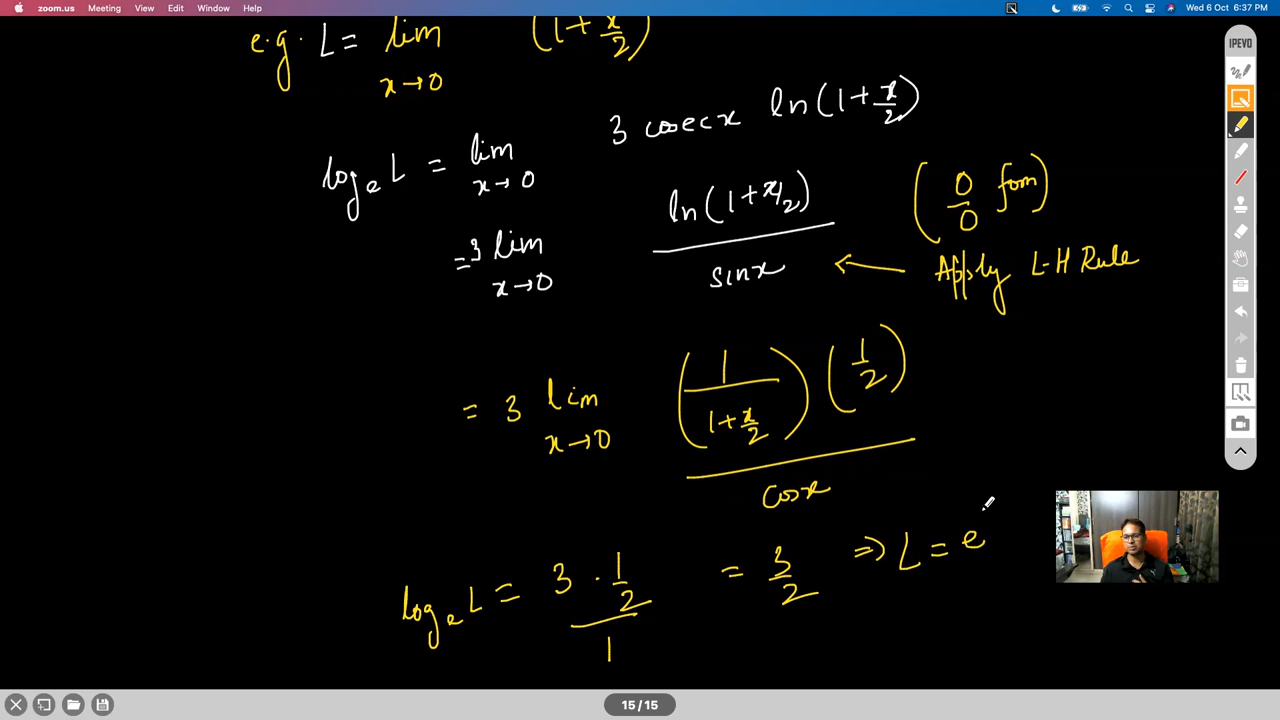 zoom.us Meeting View Edit Window Help Wed 6 Oct 6:37 PM
IPEVO
e.g. L = lim x→0 (1+x/2)
log_e L = lim x→0 3 cosec x ln(1+x/2)
=3 lim x→0 ln(1+x/2)/sinx (0/0 form)
← Apply L-H Rule
= 3 lim x→0 (1/(1+x/2))(1/2)/cosx
log_e L = 3 · 1/2 / 1 = 3/2 ⇒ L = e
15/15